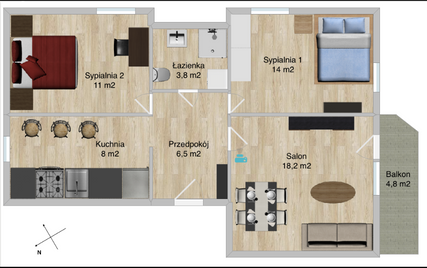 Łazienka
3,8 m2
Sypialnia 1
14 m2
Sypialnia 2
11 m2
Kuchnia
8 m2
Przedpokój
6,5 m2
Salon
18,2 m2
Balkon
4,8 m2
N